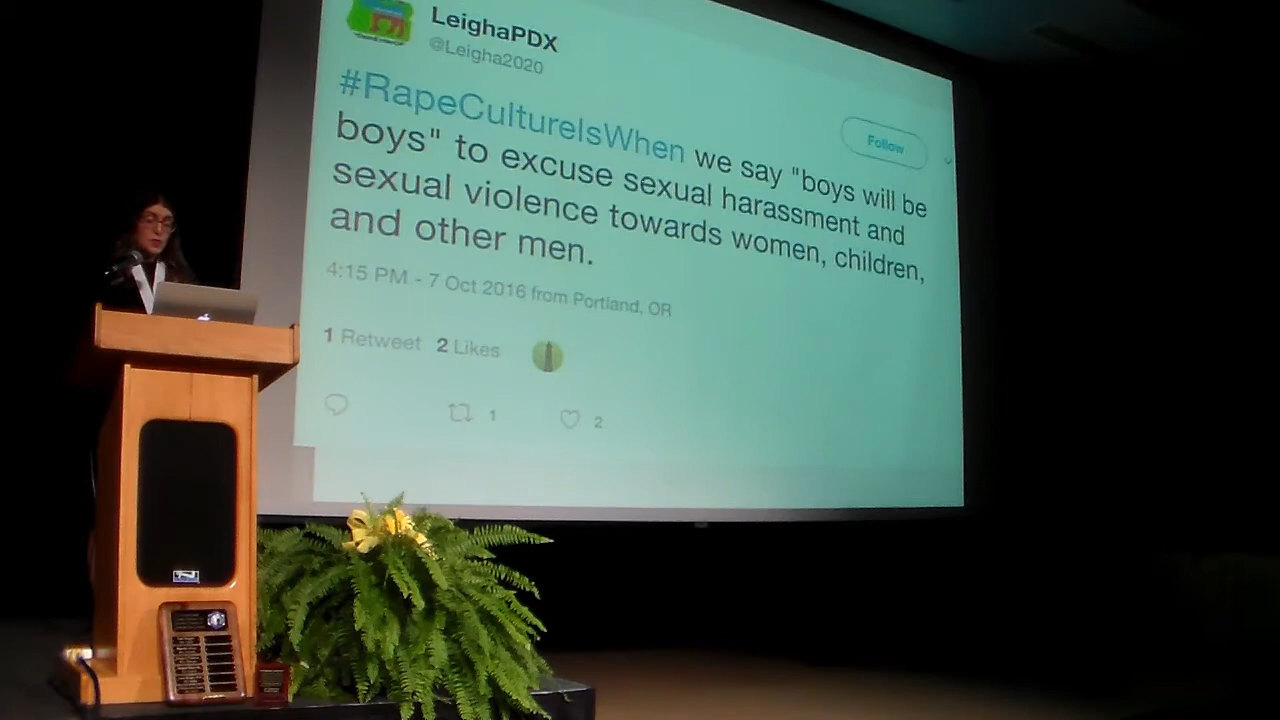 LeighaPDX
@Leigha2020
Follow
#RapeCultureIsWhen we say "boys will be
boys" to excuse sexual harassment and
sexual violence towards women, children,
and other men.
4:15 PM - 7 Oct 2016 from Portland, OR
1 Retweet 2 Likes
1 2